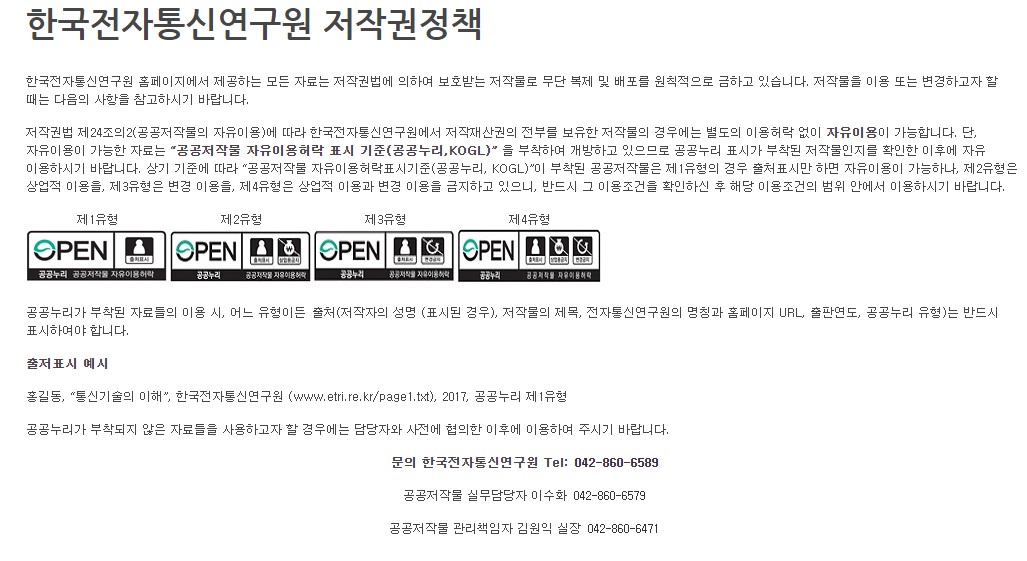 한국전자통신연구원 저작권정책
한국전자통신연구원 홈페이지에서 제공하는 모든 자료는 저작권법에 의하여 보호받는 저작물로 무단 복제 및 배포를 원칙적으로 금하고 있습니다. 저작물을 이용 또는 변경하고자 할
때는 다음의 사항을 참고하시기 바랍니다.
저작권법 제24조의2(공공저작물의 자유이용)에 따라 한국전자통신연구원에서 저작재산권의 전부를 보유한 저작물의 경우에는 별도의 이용허락 없이 자유이용이 가능합니다. 단,
자유이용이 가능한 자료는 “공공저작물 자유이용허락 표시 기준(공공누리,KOGL)” 을 부착하여 개방하고 있으므로 공공누리 표시가 부착된 저작물인지를 확인한 이후에 자유
이용하시기 바랍니다. 상기 기준에 따라 “공공저작물 자유이용허락표시기준(공공누리, KOGL)”이 부착된 공공저작물은 제1유형의 경우 출처표시만 하면 자유이용이 가능하나, 제2유형은
상업적 이용을, 제3유형은 변경 이용을, 제4유형은 상업적 이용과 변경 이용을 금지하고 있으니, 반드시 그 이용조건을 확인하신 후 해당 이용조건의 범위 안에서 이용하시기 바랍니다.
제1유형 제2유형 제3유형 제4유형
OPEN 출처표시 OPEN 출처표시 상업용금지 OPEN 출처표시 변경금지 OPEN 출처표시 상업용금지 변경금지
공공누리 공공저작물 자유이용허락 공공누리 공공저작물 자유이용허락 공공누리 공공저작물 자유이용허락 공공누리 공공저작물 자유이용허락
공공누리가 부착된 자료들의 이용 시, 어느 유형이든 출처(저작자의 성명 (표시된 경우), 저작물의 제목, 전자통신연구원의 명칭과 홈페이지 URL, 출판연도, 공공누리 유형)는 반드시
표시하여야 합니다.
출저표시 예시
홍길동, “통신기술의 이해”, 한국전자통신연구원 (www.etri.re.kr/page1.txt), 2017, 공공누리 제1유형
공공누리가 부착되지 않은 자료들을 사용하고자 할 경우에는 담당자와 사전에 협의한 이후에 이용하여 주시기 바랍니다.
문의 한국전자통신연구원 Tel: 042-860-6589
공공저작물 실무담당자 이수화 042-860-6579
공공저작물 관리책임자 김원익 실장 042-860-6471